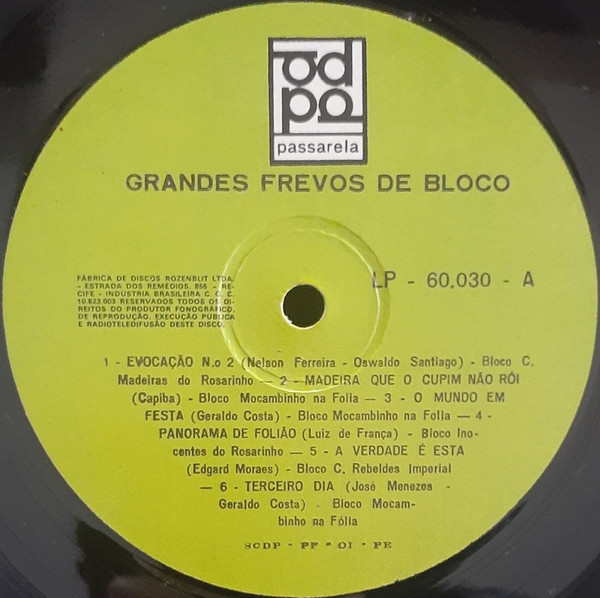 passarela
GRANDES FREVOS DE BLOCO
FÁBRICA DE DISCOS ROZENBLIT LTDA.
- ESTRADA DOS REMÉDIOS, 855 - RE-
CIFE - INDÚSTRIA BRASILEIRA C. G. C.
10.823.003 RESERVADOS TODOS OS DI-
REITOS DO PRODUTOR FONOGRÁFICO,
DE REPRODUÇÃO, EXECUÇÃO PÚBLICA
E RADIOTELEDIFUSÃO DESTE DISCO.
LP - 60.030 - A
1 - EVOCAÇÃO N.o 2 (Nelson Ferreira - Oswaldo Santiago) - Bloco C.
Madeiras do Rosarinho — 2 - MADEIRA QUE O CUPIM NÃO RÓI
(Capiba) - Bloco Mocambinho na Folia — 3 - O MUNDO EM
FESTA (Geraldo Costa) - Bloco Mocambinho na Folla — 4 -
PANORAMA DE FOLIÃO (Luiz de França) - Bloco Ino-
centes do Rosarinho — 5 - A VERDADE É ESTA
(Edgard Moraes) - Bloco C. Rebeldes Imperial
— 6 - TERCEIRO DIA (José Menezes -
Geraldo Costa) - Bloco Mocam-
binho na Fólia
SCDP - PF - OI - PE